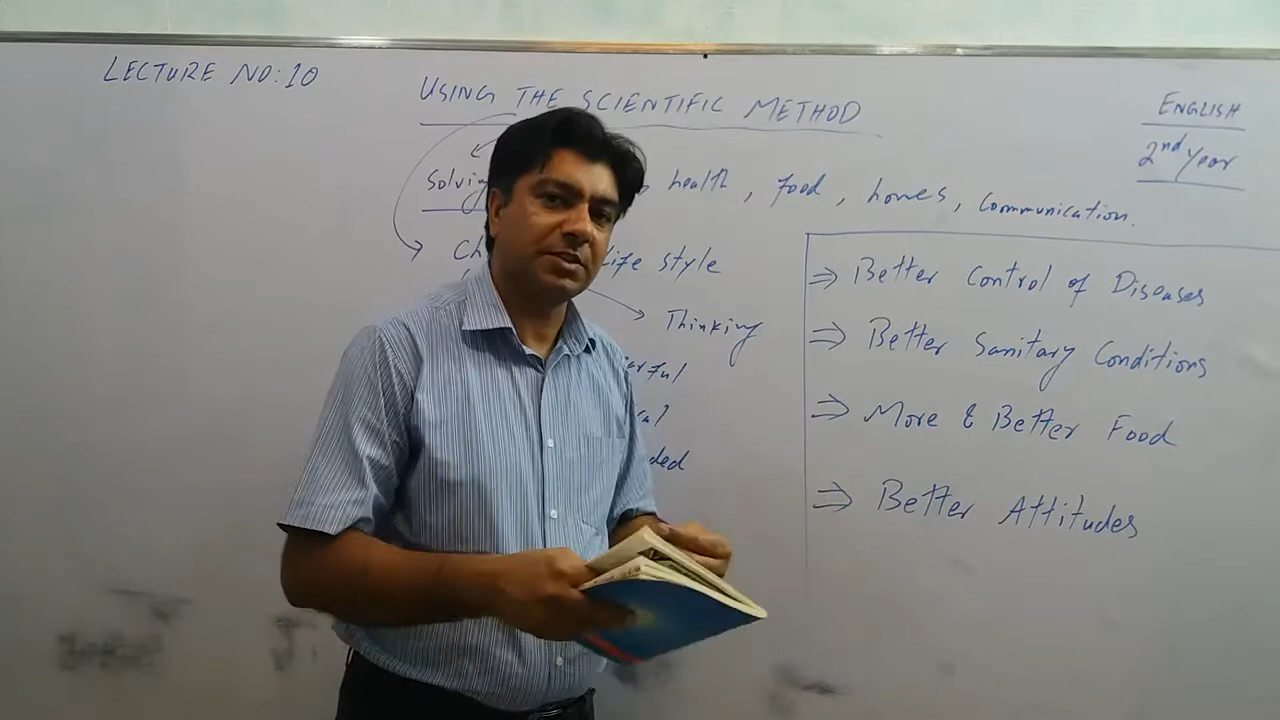 LECTURE NO: 10
USING THE SCIENTIFIC METHOD
ENGLISH
2nd Year
Solving health, food, homes, Communication.
life style
Thinking
⇒ Better Control of Diseases
⇒ Better Sanitary Conditions
⇒ More & Better Food
⇒ Better Attitudes